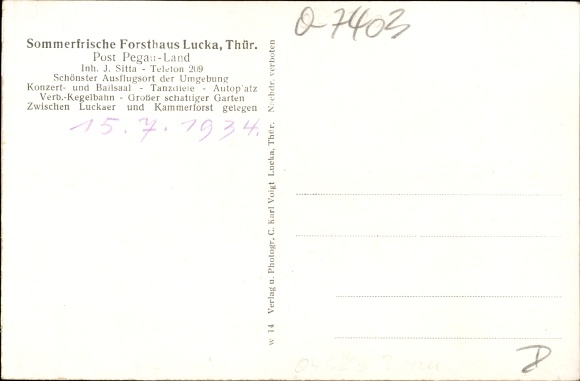 O-7403
Sommerfrische Forsthaus Lucka, Thür.
Post Pegau-Land
Inh. J. Sitta - Telefon 209
Schönster Ausflugsort der Umgebung
Konzert- und Ballsaal - Tanzdiele - Autoplatz
Verb.-Kegelbahn - Großer schattiger Garten
Zwischen Luckaer und Kammerforst gelegen
15.7.1934.
w 14 Verlag u. Photogr. C. Karl Voigt Lucka, Thür. Nachdr. verboten
D